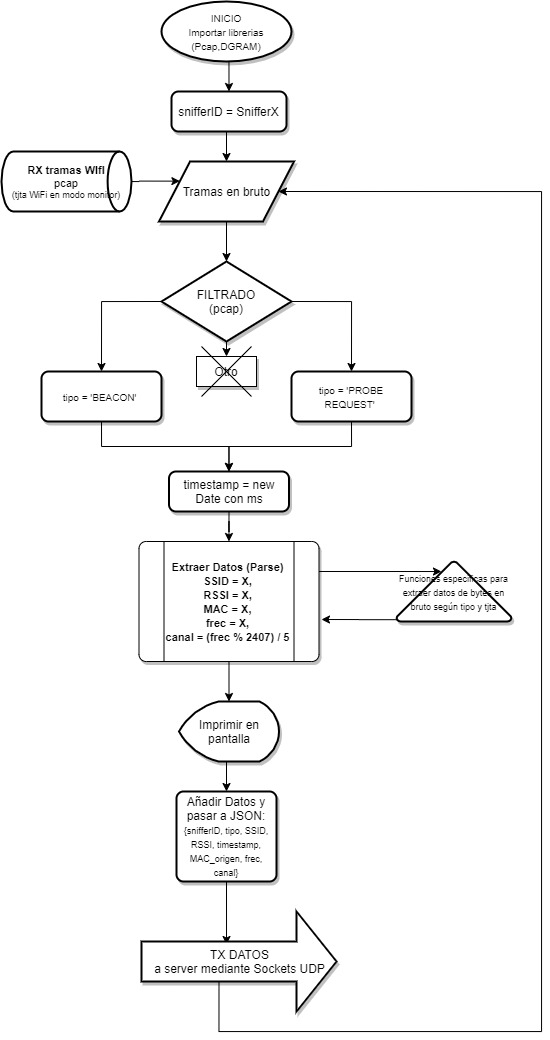 INICIO
Importar librerias
(Pcap,DGRAM)
snifferID = SnifferX
RX tramas WIfI
pcap
(tjta WiFi en modo monitor)
Tramas en bruto
FILTRADO
(pcap)
Otro
tipo = 'BEACON'
tipo = 'PROBE
REQUEST'
timestamp = new
Date con ms
Extraer Datos (Parse)
SSID = X,
RSSI = X,
MAC = X,
frec = X,
canal = (frec % 2407) / 5
Funciones especificas para
extraer datos de bytes en
bruto según tipo y tjta
Imprimir en
pantalla
Añadir Datos y
pasar a JSON:
{snifferID, tipo, SSID,
RSSI, timestamp,
MAC_origen, frec,
canal}
TX DATOS
a server mediante Sockets UDP